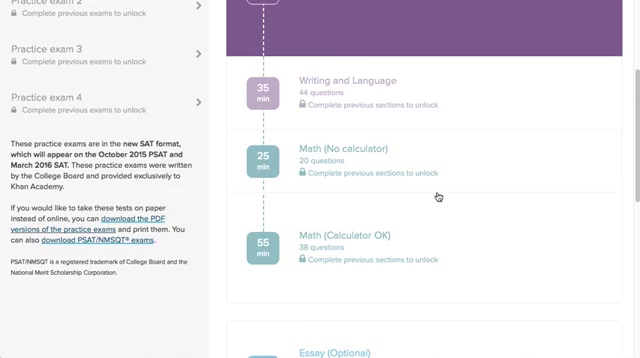 Practice exam 2
Complete previous exams to unlock
Practice exam 3
Complete previous exams to unlock
Practice exam 4
Complete previous exams to unlock
These practice exams are in the new SAT format,
which will appear on the October 2015 PSAT and
March 2016 SAT. These practice exams were written
by the College Board and provided exclusively to
Khan Academy.
If you would like to take these tests on paper
instead of online, you can download the PDF
versions of the practice exams and print them. You
can also download PSAT/NMSQT® exams.
PSAT/NMSQT is a registered trademark of College Board and the
National Merit Scholarship Corporation.
35
min
Writing and Language
44 questions
Complete previous sections to unlock
25
min
Math (No calculator)
20 questions
Complete previous sections to unlock
55
min
Math (Calculator OK)
38 questions
Complete previous sections to unlock
Essay (Optional)